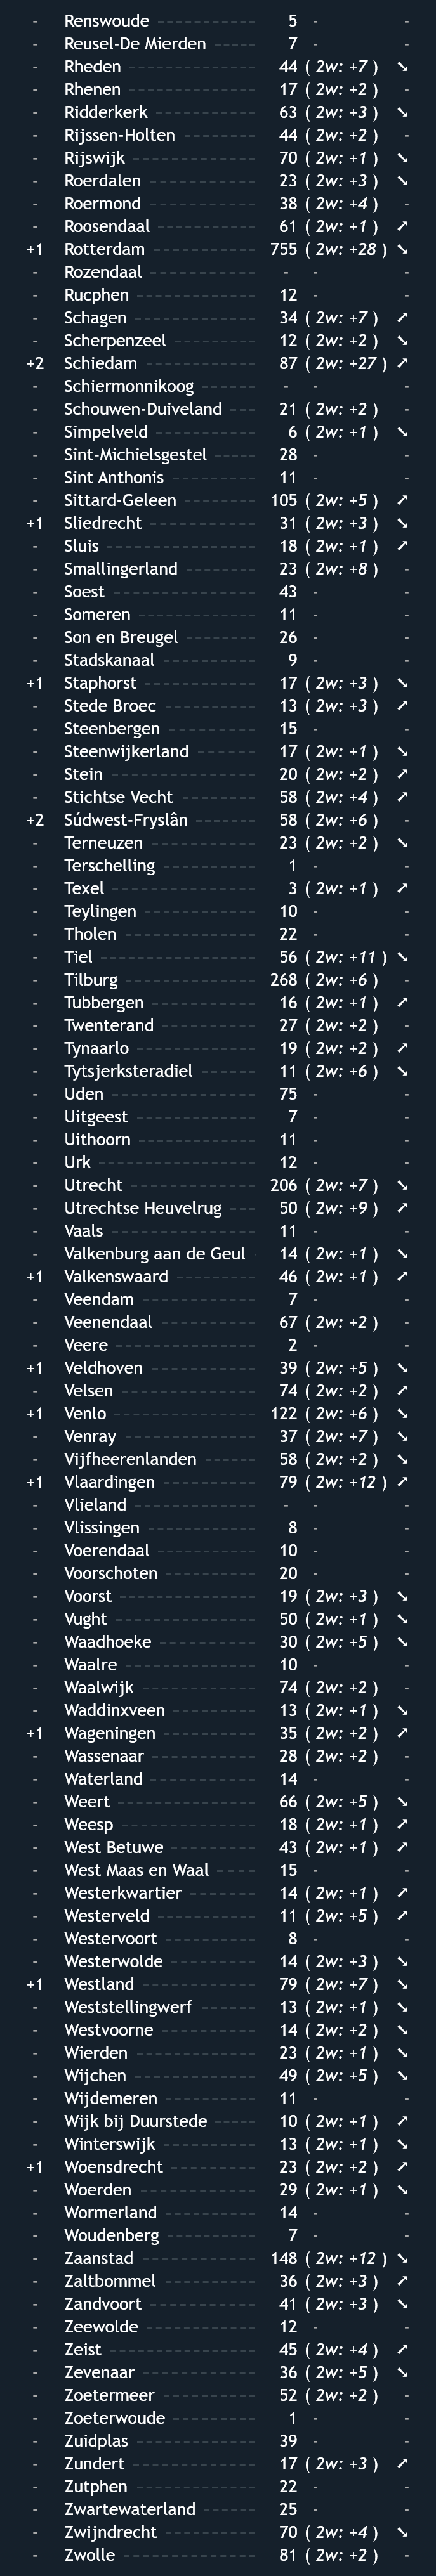 - Renswoude 5 - -
- Reusel-De Mierden 7 - -
- Rheden 44 ( 2w: +7 ) ➘
- Rhenen 17 ( 2w: +2 ) -
- Ridderkerk 63 ( 2w: +3 ) ➘
- Rijssen-Holten 44 ( 2w: +2 ) -
- Rijswijk 70 ( 2w: +1 ) ➘
- Roerdalen 23 ( 2w: +3 ) ➘
- Roermond 38 ( 2w: +4 ) -
- Roosendaal 61 ( 2w: +1 ) ➚
+1 Rotterdam 755 ( 2w: +28 ) ➘
- Rozendaal - - -
- Rucphen 12 - -
- Schagen 34 ( 2w: +7 ) ➚
- Scherpenzeel 12 ( 2w: +2 ) ➘
+2 Schiedam 87 ( 2w: +27 ) ➚
- Schiermonnikoog - - -
- Schouwen-Duiveland 21 ( 2w: +2 ) -
- Simpelveld 6 ( 2w: +1 ) ➘
- Sint-Michielsgestel 28 - -
- Sint Anthonis 11 - -
- Sittard-Geleen 105 ( 2w: +5 ) ➚
+1 Sliedrecht 31 ( 2w: +3 ) ➘
- Sluis 18 ( 2w: +1 ) ➚
- Smallingerland 23 ( 2w: +8 ) -
- Soest 43 - -
- Someren 11 - -
- Son en Breugel 26 - -
- Stadskanaal 9 - -
+1 Staphorst 17 ( 2w: +3 ) ➘
- Stede Broec 13 ( 2w: +3 ) ➚
- Steenbergen 15 - -
- Steenwijkerland 17 ( 2w: +1 ) ➘
- Stein 20 ( 2w: +2 ) ➚
- Stichtse Vecht 58 ( 2w: +4 ) ➚
+2 Súdwest-Fryslân 58 ( 2w: +6 ) -
- Terneuzen 23 ( 2w: +2 ) ➘
- Terschelling 1 - -
- Texel 3 ( 2w: +1 ) ➚
- Teylingen 10 - -
- Tholen 22 - -
- Tiel 56 ( 2w: +11 ) ➘
- Tilburg 268 ( 2w: +6 ) -
- Tubbergen 16 ( 2w: +1 ) ➚
- Twenterand 27 ( 2w: +2 ) -
- Tynaarlo 19 ( 2w: +2 ) ➚
- Tytsjerksteradiel 11 ( 2w: +6 ) ➘
- Uden 75 - -
- Uitgeest 7 - -
- Uithoorn 11 - -
- Urk 12 - -
- Utrecht 206 ( 2w: +7 ) ➘
- Utrechtse Heuvelrug 50 ( 2w: +9 ) ➚
- Vaals 11 - -
- Valkenburg aan de Geul 14 ( 2w: +1 ) ➘
+1 Valkenswaard 46 ( 2w: +1 ) ➚
- Veendam 7 - -
- Veenendaal 67 ( 2w: +2 ) -
- Veere 2 - -
+1 Veldhoven 39 ( 2w: +5 ) ➘
- Velsen 74 ( 2w: +2 ) ➚
+1 Venlo 122 ( 2w: +6 ) ➘
- Venray 37 ( 2w: +7 ) ➘
- Vijfheerenlanden 58 ( 2w: +2 ) ➘
+1 Vlaardingen 79 ( 2w: +12 ) ➚
- Vlieland - - -
- Vlissingen 8 - -
- Voerendaal 10 - -
- Voorschoten 20 - -
- Voorst 19 ( 2w: +3 ) ➘
- Vught 50 ( 2w: +1 ) ➘
- Waadhoeke 30 ( 2w: +5 ) ➘
- Waalre 10 - -
- Waalwijk 74 ( 2w: +2 ) -
- Waddinxveen 13 ( 2w: +1 ) ➘
+1 Wageningen 35 ( 2w: +2 ) ➚
- Wassenaar 28 ( 2w: +2 ) -
- Waterland 14 - -
- Weert 66 ( 2w: +5 ) ➘
- Weesp 18 ( 2w: +1 ) ➚
- West Betuwe 43 ( 2w: +1 ) ➚
- West Maas en Waal 15 - -
- Westerkwartier 14 ( 2w: +1 ) ➚
- Westerveld 11 ( 2w: +5 ) ➚
- Westervoort 8 - -
- Westerwolde 14 ( 2w: +3 ) ➘
+1 Westland 79 ( 2w: +7 ) ➘
- Weststellingwerf 13 ( 2w: +1 ) ➘
- Westvoorne 14 ( 2w: +2 ) ➘
- Wierden 23 ( 2w: +1 ) ➘
- Wijchen 49 ( 2w: +5 ) ➘
- Wijdemeren 11 - -
- Wijk bij Duurstede 10 ( 2w: +1 ) ➚
- Winterswijk 13 ( 2w: +1 ) ➘
+1 Woensdrecht 23 ( 2w: +2 ) ➚
- Woerden 29 ( 2w: +1 ) ➘
- Wormerland 14 - -
- Woudenberg 7 - -
- Zaanstad 148 ( 2w: +12 ) ➘
- Zaltbommel 36 ( 2w: +3 ) ➚
- Zandvoort 41 ( 2w: +3 ) ➘
- Zeewolde 12 - -
- Zeist 45 ( 2w: +4 ) ➚
- Zevenaar 36 ( 2w: +5 ) ➘
- Zoetermeer 52 ( 2w: +2 ) -
- Zoeterwoude 1 - -
- Zuidplas 39 - -
- Zundert 17 ( 2w: +3 ) ➚
- Zutphen 22 - -
- Zwartewaterland 25 - -
- Zwijndrecht 70 ( 2w: +4 ) ➘
- Zwolle 81 ( 2w: +2 ) -